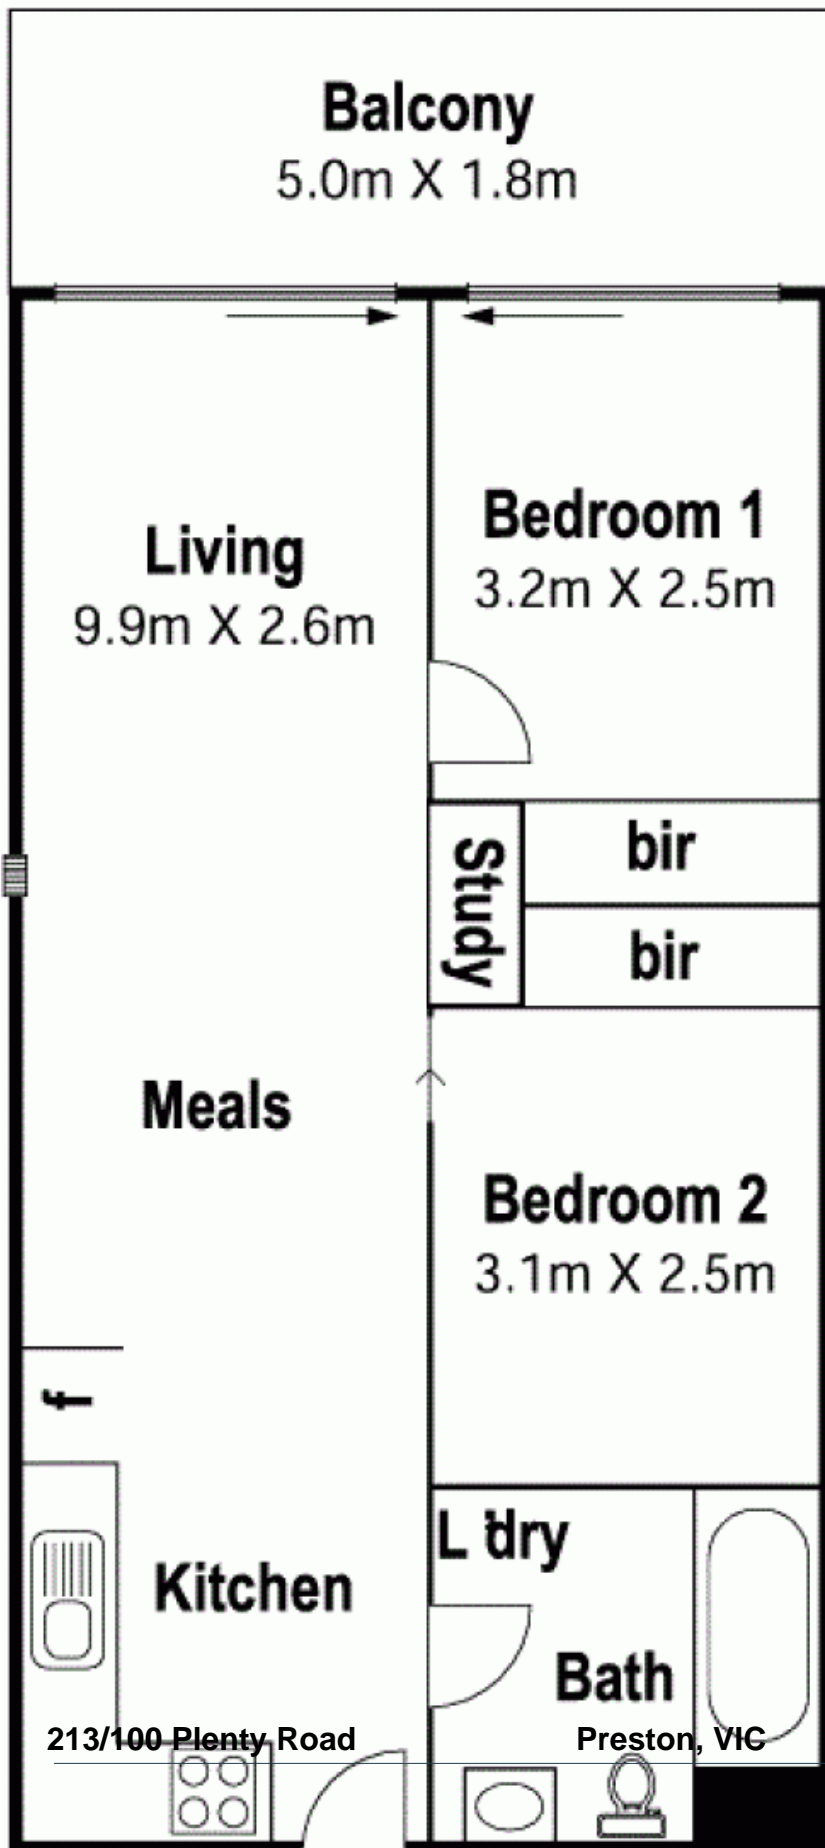 Balcony
5.0m X 1.8m
Living
9.9m X 2.6m
Bedroom 1
3.2m X 2.5m
Study
bir
bir
Meals
Bedroom 2
3.1m X 2.5m
f
Kitchen
L'dry
Bath
213/100 Plenty Road
Preston, VIC